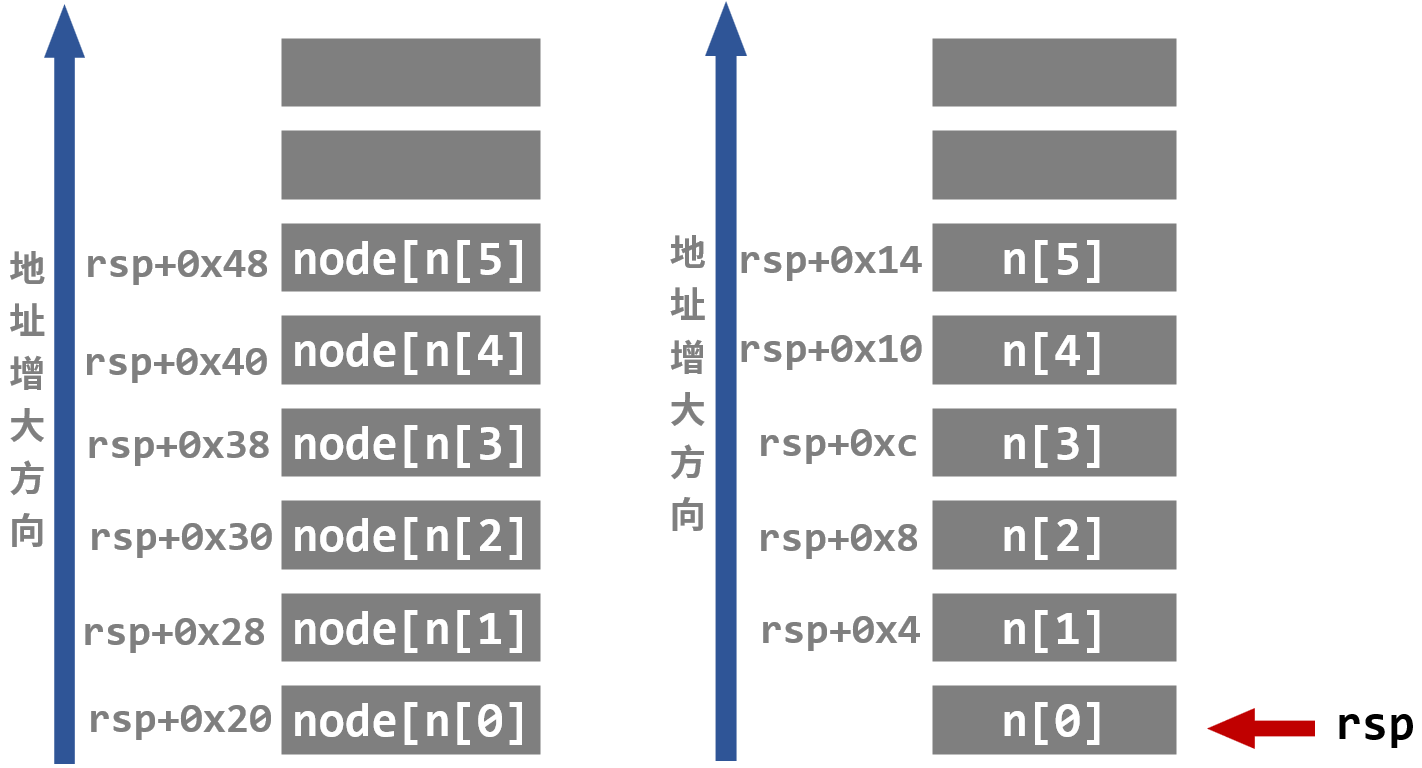 地址增大方向
rsp+0x48 node[n[5]
rsp+0x40 node[n[4]
rsp+0x38 node[n[3]
rsp+0x30 node[n[2]
rsp+0x28 node[n[1]
rsp+0x20 node[n[0]
地址增大方向
rsp+0x14 n[5]
rsp+0x10 n[4]
rsp+0xc n[3]
rsp+0x8 n[2]
rsp+0x4 n[1]
n[0] rsp